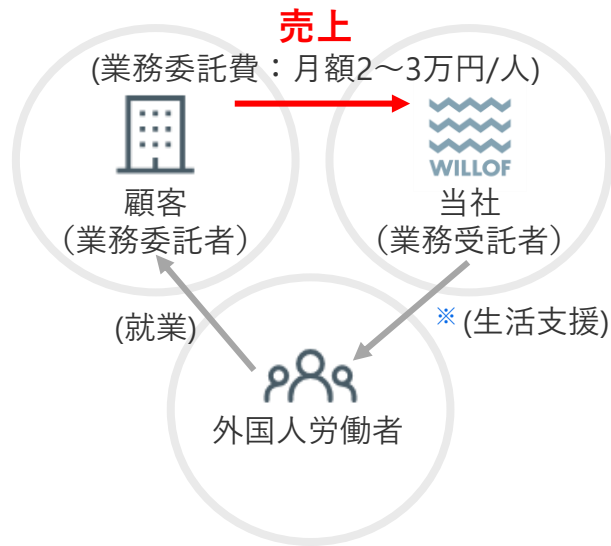 売上
(業務委託費：月額2～3万円/人)
WILLOF
顧客
（業務委託者）
当社
（業務受託者）
(就業)
※(生活支援)
外国人労働者